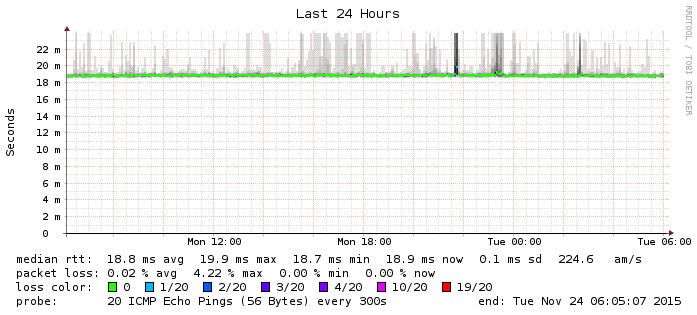 Last 24 Hours
RRDTOOL / TOBI OETIKER
Seconds
22 m
20 m
18 m
16 m
14 m
12 m
10 m
8 m
6 m
4 m
2 m
0
Mon 12:00 Mon 18:00 Tue 00:00 Tue 06:00
median rtt: 18.8 ms avg 19.9 ms max 18.7 ms min 18.9 ms now 0.1 ms sd 224.6 am/s
packet loss: 0.02 % avg 4.22 % max 0.00 % min 0.00 % now
loss color: 0 1/20 2/20 3/20 4/20 10/20 19/20
probe: 20 ICMP Echo Pings (56 Bytes) every 300s end: Tue Nov 24 06:05:07 2015